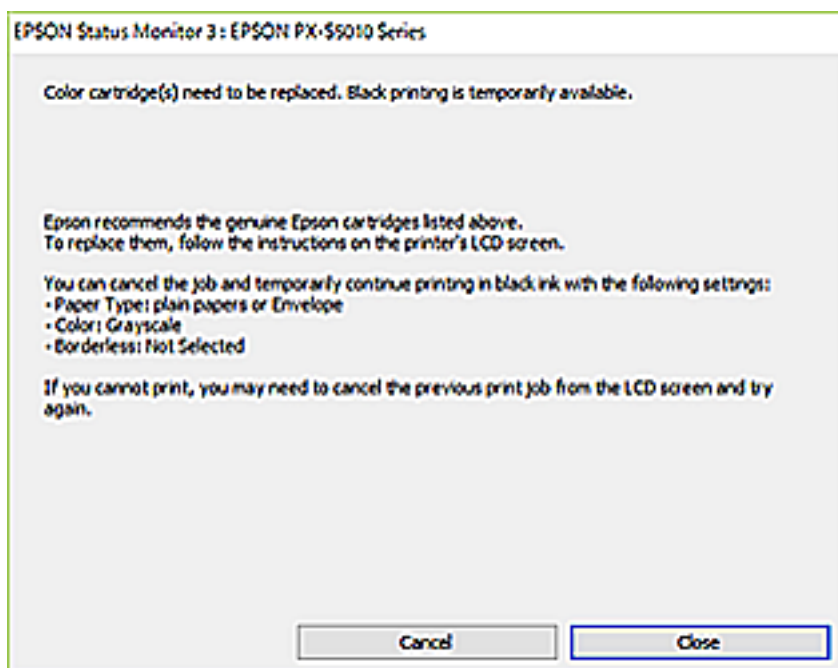 EPSON Status Monitor 3 : EPSON PX-S5010 Series
Color cartridge(s) need to be replaced. Black printing is temporarily available.
Epson recommends the genuine Epson cartridges listed above.
To replace them, follow the instructions on the printer's LCD screen.
You can cancel the job and temporarily continue printing in black ink with the following settings:
- Paper Type: plain papers or Envelope
- Color: Grayscale
- Borderless: Not Selected
If you cannot print, you may need to cancel the previous print job from the LCD screen and try
again.
Cancel
Close